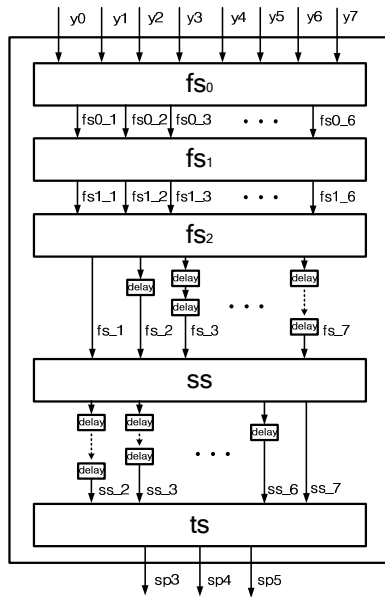 y0 y1 y2 y3 y4 y5 y6 y7
fs0
fs0_1 fs0_2 fs0_3 • • • fs0_6
fs1
fs1_1 fs1_2 fs1_3 • • • fs1_6
fs2
delay delay
delay delay • • • delay
fs_1 fs_2 fs_3 fs_7
ss
delay delay delay
delay delay • • •
ss_2 ss_3 ss_6 ss_7
ts
sp3 sp4 sp5